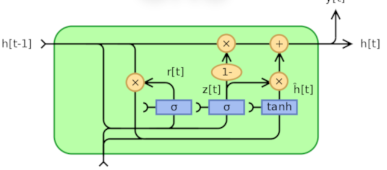 y[t]
h[t-1]
×
+
h[t]
1-
r[t]
×
z[t]
×
ĥ[t]
σ
σ
tanh